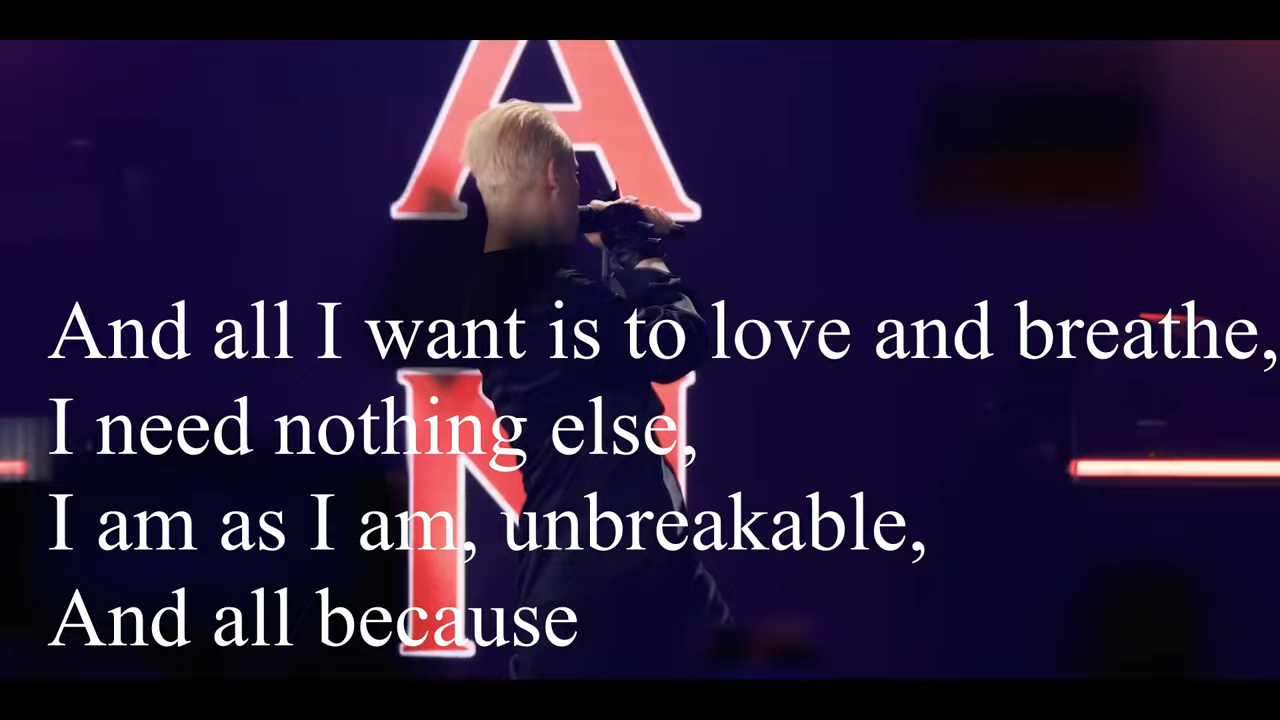 A
And all I want is to love and breathe,
N
I need nothing else,
I am as I am, unbreakable,
And all because